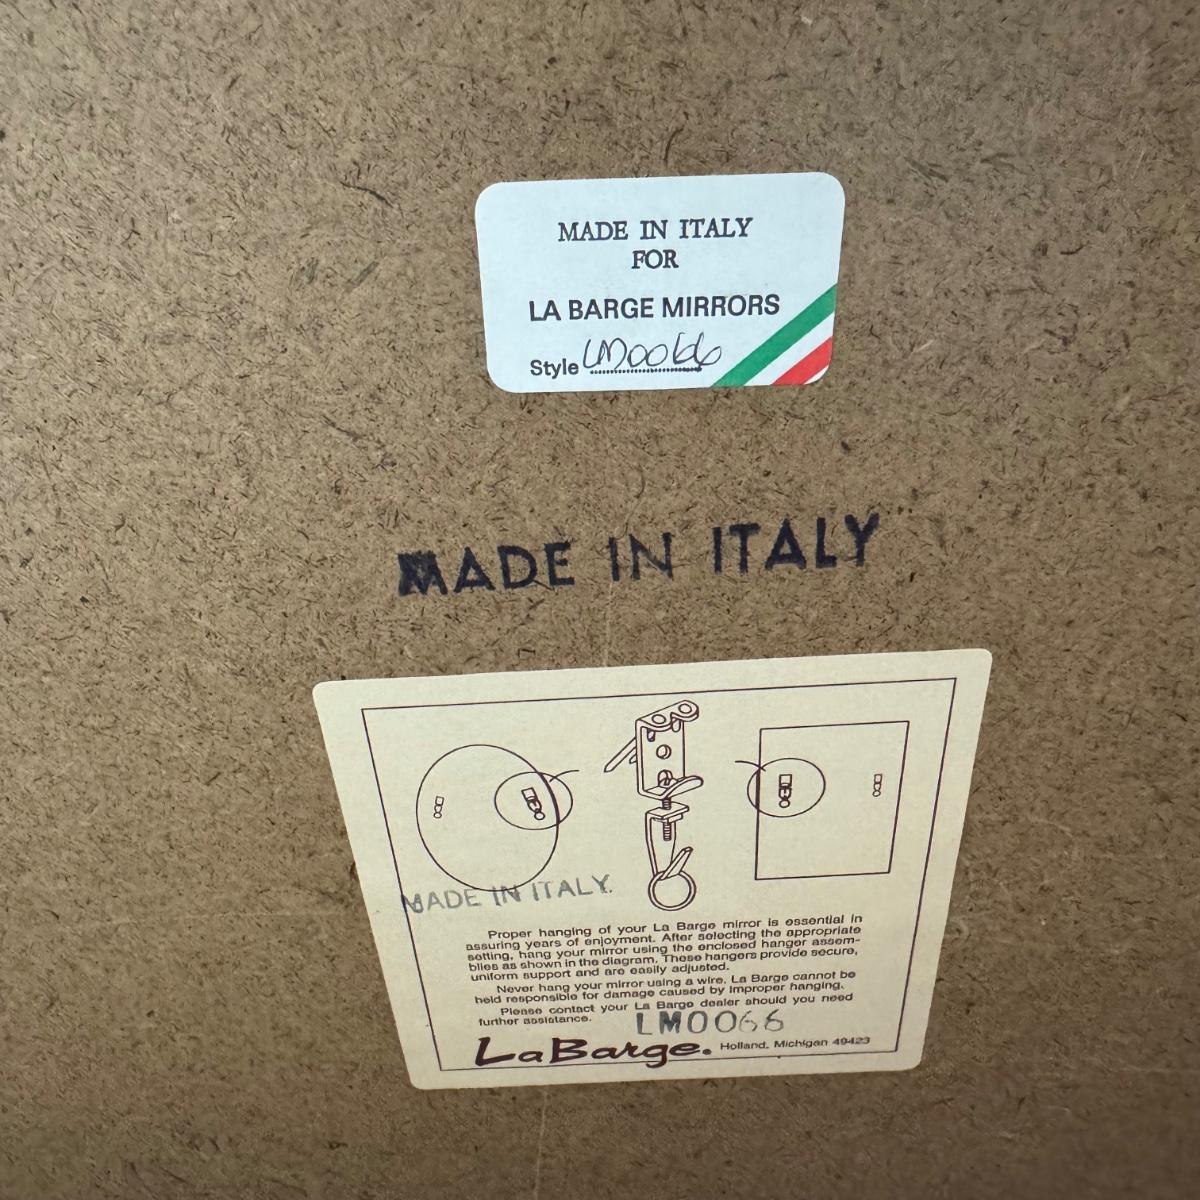 MADE IN ITALY
FOR
LA BARGE MIRRORS
Style LM0066
MADE IN ITALY
MADE IN ITALY.
Proper hanging of your La Barge mirror is essential in
assuring years of enjoyment. After selecting the appropriate
setting, hang your mirror using the enclosed hanger assem-
blies as shown in the diagram. These hangers provide secure,
uniform support and are easily adjusted.
Never hang your mirror using a wire. La Barge cannot be
held responsible for damage caused by improper hanging.
Please contact your La Barge dealer should you need
further assistance. LM0066
LaBarge. Holland, Michigan 49423